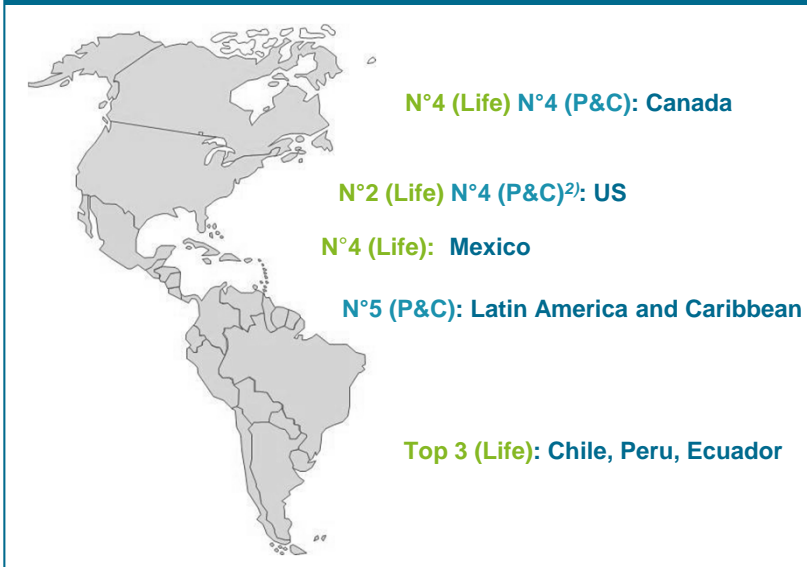 N°4 (Life) N°4 (P&C): Canada
N°2 (Life) N°4 (P&C)2): US
N°4 (Life): Mexico
N°5 (P&C): Latin America and Caribbean
Top 3 (Life): Chile, Peru, Ecuador